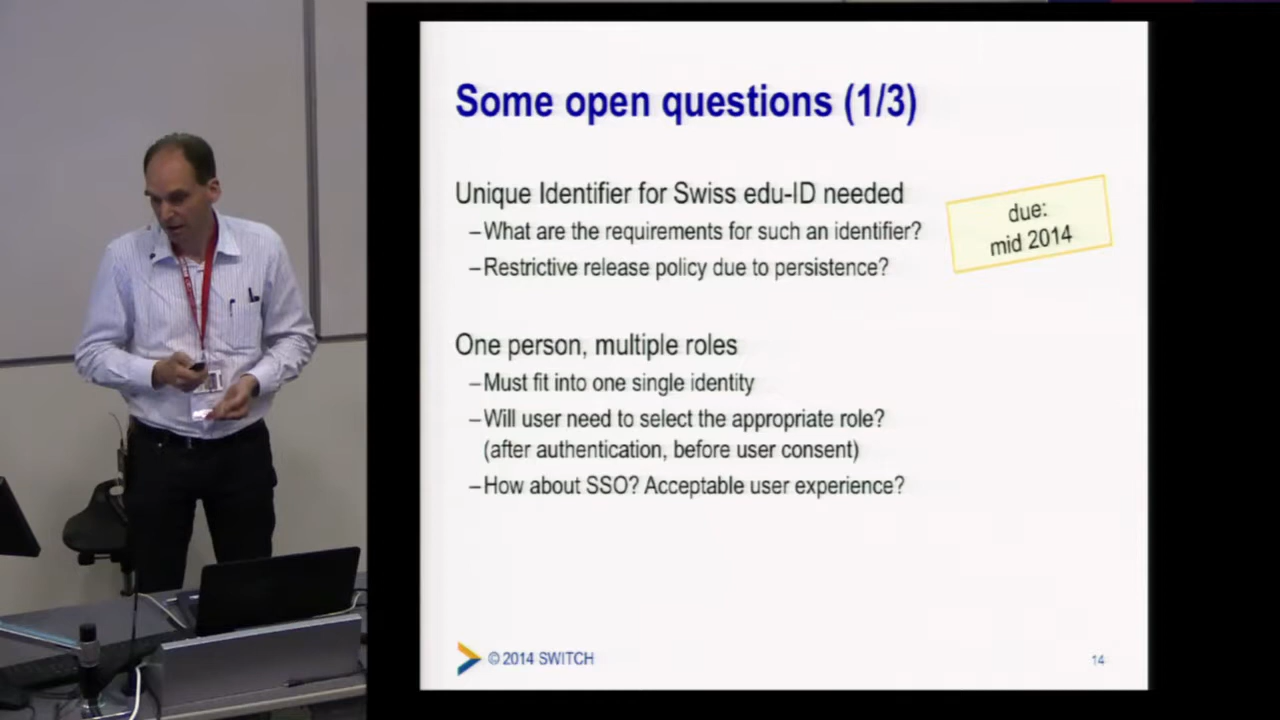 Some open questions (1/3)
Unique Identifier for Swiss edu-ID needed
–What are the requirements for such an identifier?
–Restrictive release policy due to persistence?
due:
mid 2014
One person, multiple roles
–Must fit into one single identity
–Will user need to select the appropriate role?
(after authentication, before user consent)
–How about SSO? Acceptable user experience?
© 2014 SWITCH
14